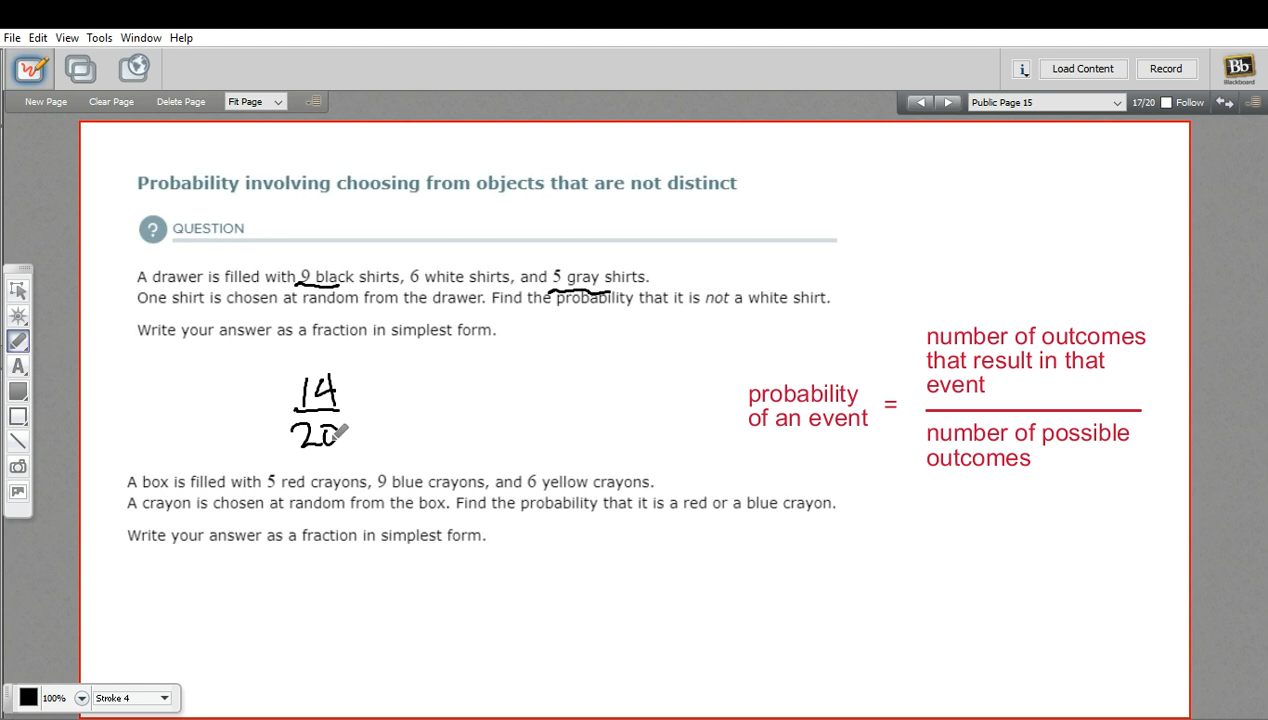 File Edit View Tools Window Help
i Load Content Record Bb
Blackboard
New Page Clear Page Delete Page Fit Page Public Page 15 17/20 Follow
Probability involving choosing from objects that are not distinct
? QUESTION
A drawer is filled with 9 black shirts, 6 white shirts, and 5 gray shirts.
One shirt is chosen at random from the drawer. Find the probability that it is not a white shirt.
Write your answer as a fraction in simplest form.
14
20
probability
of an event
=
number of outcomes
that result in that
event
number of possible
outcomes
A box is filled with 5 red crayons, 9 blue crayons, and 6 yellow crayons.
A crayon is chosen at random from the box. Find the probability that it is a red or a blue crayon.
Write your answer as a fraction in simplest form.
A
100% Stroke 4